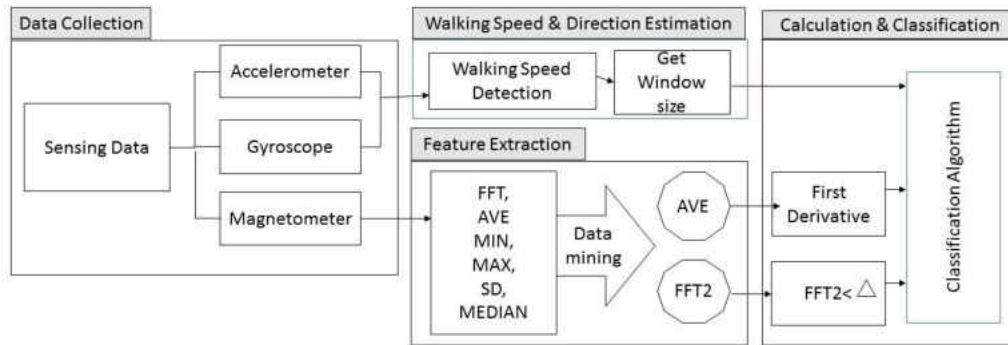 Data Collection
Sensing Data
Accelerometer
Gyroscope
Magnetometer
Walking Speed & Direction Estimation
Walking Speed
Detection
Get
Window
size
Feature Extraction
FFT,
AVE
MIN,
MAX,
SD,
MEDIAN
Data
mining
AVE
FFT2
Calculation & Classification
First
Derivative
FFT2< △
Classification Algorithm